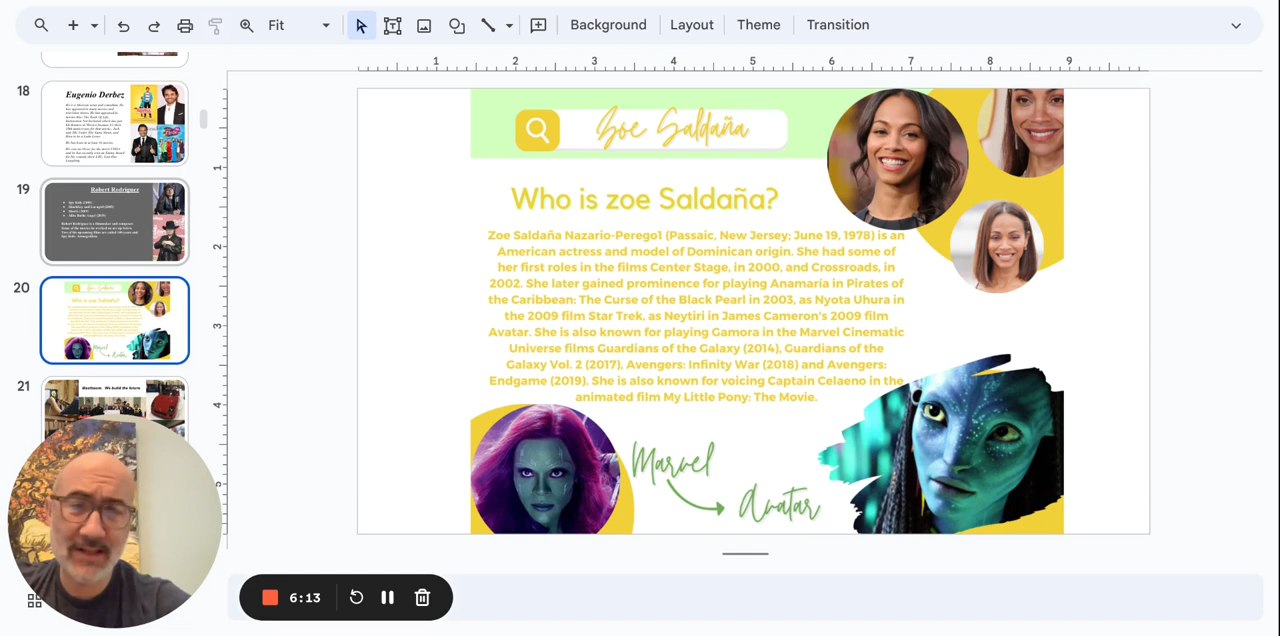 Fit
Background
Layout
Theme
Transition
1 2 3 4 5 6 7 8 9
18
Eugenio Derbez
19
Robert Rodriguez
20
21
1
2
3
4
5
Zoe Saldaña
Who is zoe Saldaña?
Zoe Saldaña Nazario-Perego1 (Passaic, New Jersey; June 19, 1978) is an
American actress and model of Dominican origin. She had some of
her first roles in the films Center Stage, in 2000, and Crossroads, in
2002. She later gained prominence for playing Anamaria in Pirates of
the Caribbean: The Curse of the Black Pearl in 2003, as Nyota Uhura in
the 2009 film Star Trek, as Neytiri in James Cameron's 2009 film
Avatar. She is also known for playing Gamora in the Marvel Cinematic
Universe films Guardians of the Galaxy (2014), Guardians of the
Galaxy Vol. 2 (2017), Avengers: Infinity War (2018) and Avengers:
Endgame (2019). She is also known for voicing Captain Celaeno in the
animated film My Little Pony: The Movie.
Marvel
Avatar
6:13